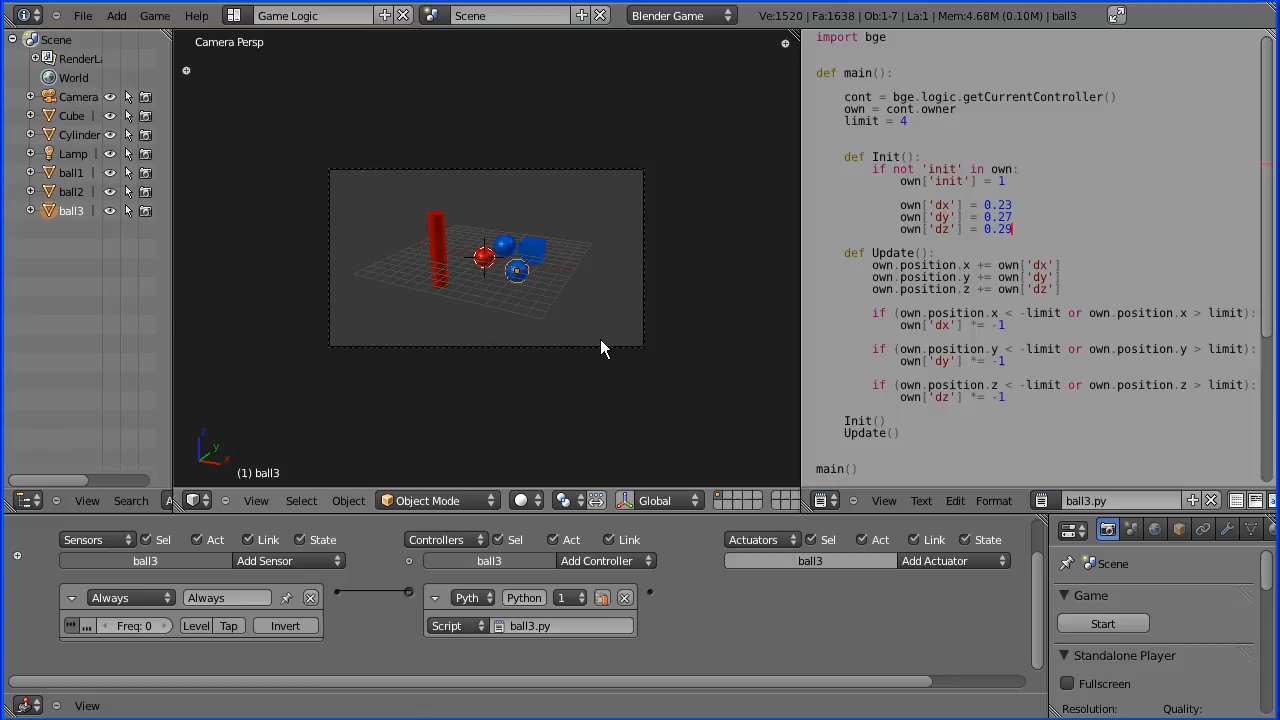 File Add Game Help Game Logic Scene Blender Game Ve:1520 | Fa:1638 | Ob:1-7 | La:1 | Mem:4.68M (0.10M) | ball3
Scene
RenderLa
World
Camera
Cube
Cylinder
Lamp
ball1
ball2
ball3
View Search A
Camera Persp
z
y
x
(1) ball3
View Select Object Object Mode Global
import bge
def main():
cont = bge.logic.getCurrentController()
own = cont.owner
limit = 4
def Init():
if not 'init' in own:
own['init'] = 1
own['dx'] = 0.23
own['dy'] = 0.27
own['dz'] = 0.29
def Update():
own.position.x += own['dx']
own.position.y += own['dy']
own.position.z += own['dz']
if (own.position.x < -limit or own.position.x > limit):
own['dx'] *= -1
if (own.position.y < -limit or own.position.y > limit):
own['dy'] *= -1
if (own.position.z < -limit or own.position.z > limit):
own['dz'] *= -1
Init()
Update()
main()
View Text Edit Format ball3.py
Sensors Sel Act Link State
ball3 Add Sensor
Always Always
Freq: 0 Level Tap Invert
Controllers Sel Act Link
ball3 Add Controller
Pyth Python 1
Script ball3.py
Actuators Sel Act Link State
ball3 Add Actuator
View
Scene
Game
Start
Standalone Player
Fullscreen
Resolution: Quality: